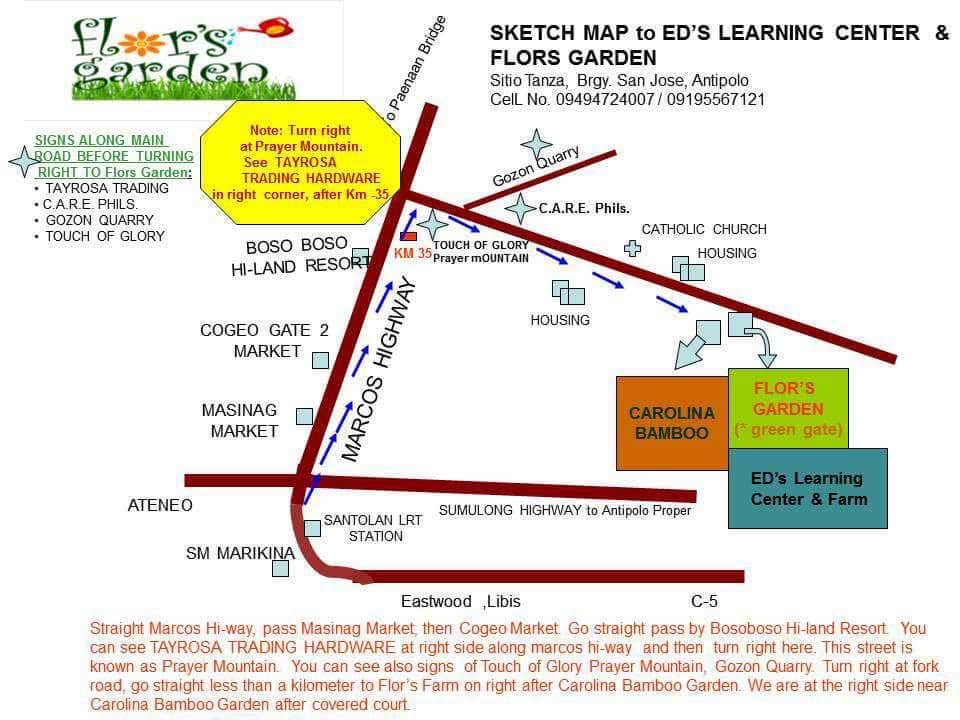 flor's
garden
SKETCH MAP to ED'S LEARNING CENTER &
FLORS GARDEN
Sitio Tanza, Brgy. San Jose, Antipolo
CelL No. 09494724007 / 09195567121
SIGNS ALONG MAIN
ROAD BEFORE TURNING
RIGHT TO Flors Garden:
• TAYROSA TRADING
• C.A.R.E. PHILS.
• GOZON QUARRY
• TOUCH OF GLORY
Note: Turn right
at Prayer Mountain.
See TAYROSA
TRADING HARDWARE
in right corner, after Km -35
o Paenaan Bridge
Gozon Quarry
C.A.R.E. Phils.
CATHOLIC CHURCH
HOUSING
BOSO BOSO
HI-LAND RESORT
KM 35
TOUCH OF GLORY
Prayer mOUNTAIN
HOUSING
COGEO GATE 2
MARKET
MARCOS HIGHWAY
MASINAG
MARKET
CAROLINA
BAMBOO
FLOR'S
GARDEN
(* green gate)
ED's Learning
Center & Farm
ATENEO
SUMULONG HIGHWAY to Antipolo Proper
SANTOLAN LRT
STATION
SM MARIKINA
Eastwood ,Libis
C-5
Straight Marcos Hi-way, pass Masinag Market, then Cogeo Market. Go straight pass by Bosoboso Hi-land Resort. You
can see TAYROSA TRADING HARDWARE at right side along marcos hi-way and then turn right here. This street is
known as Prayer Mountain. You can see also signs of Touch of Glory Prayer Mountain, Gozon Quarry. Turn right at fork
road, go straight less than a kilometer to Flor's Farm on right after Carolina Bamboo Garden. We are at the right side near
Carolina Bamboo Garden after covered court.